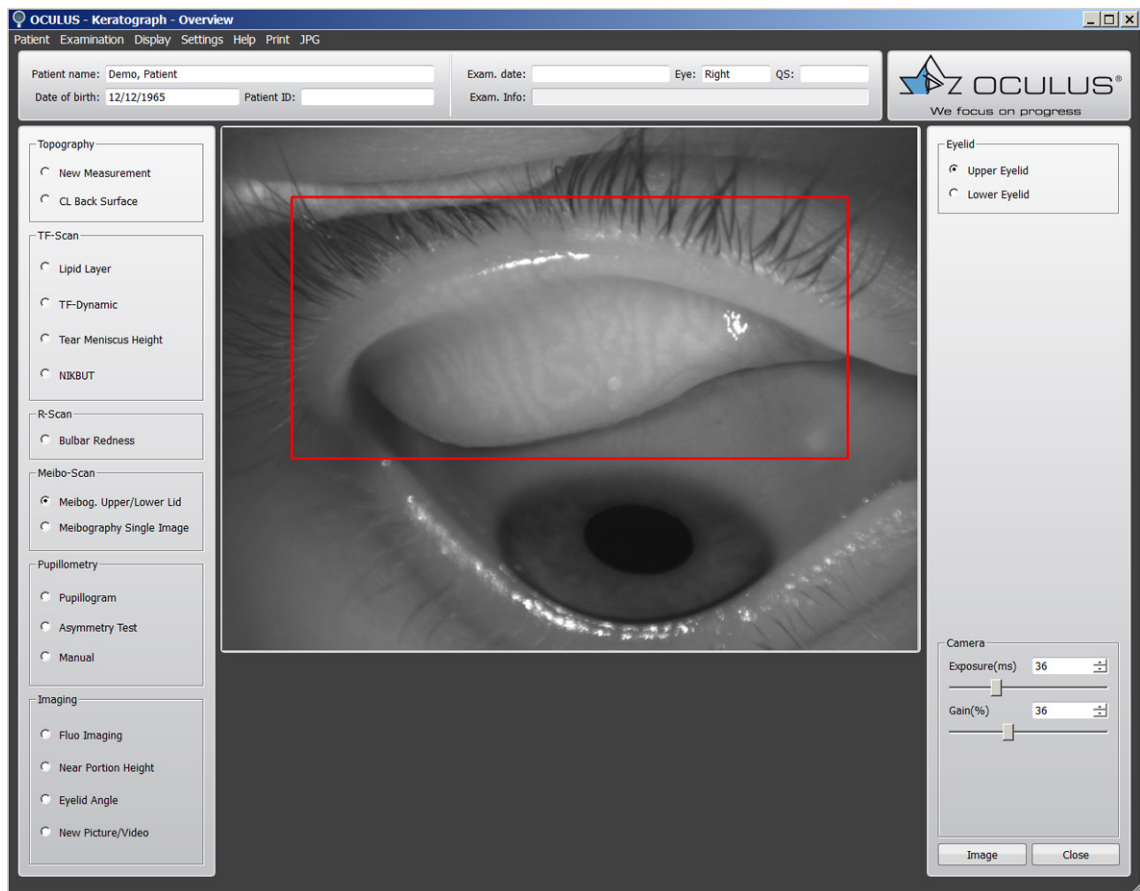 OCULUS - Keratograph - Overview
Patient Examination Display Settings Help Print JPG
Patient name: Demo, Patient
Date of birth: 12/12/1965 Patient ID:
Exam. date: Eye: Right QS:
Exam. Info:
OCULUS®
We focus on progress
Topography
New Measurement
CL Back Surface
TF-Scan
Lipid Layer
TF-Dynamic
Tear Meniscus Height
NIKBUT
R-Scan
Bulbar Redness
Meibo-Scan
Meibog. Upper/Lower Lid
Meibography Single Image
Pupillometry
Pupillogram
Asymmetry Test
Manual
Imaging
Fluo Imaging
Near Portion Height
Eyelid Angle
New Picture/Video
Eyelid
Upper Eyelid
Lower Eyelid
Camera
Exposure(ms) 36
Gain(%) 36
Image Close